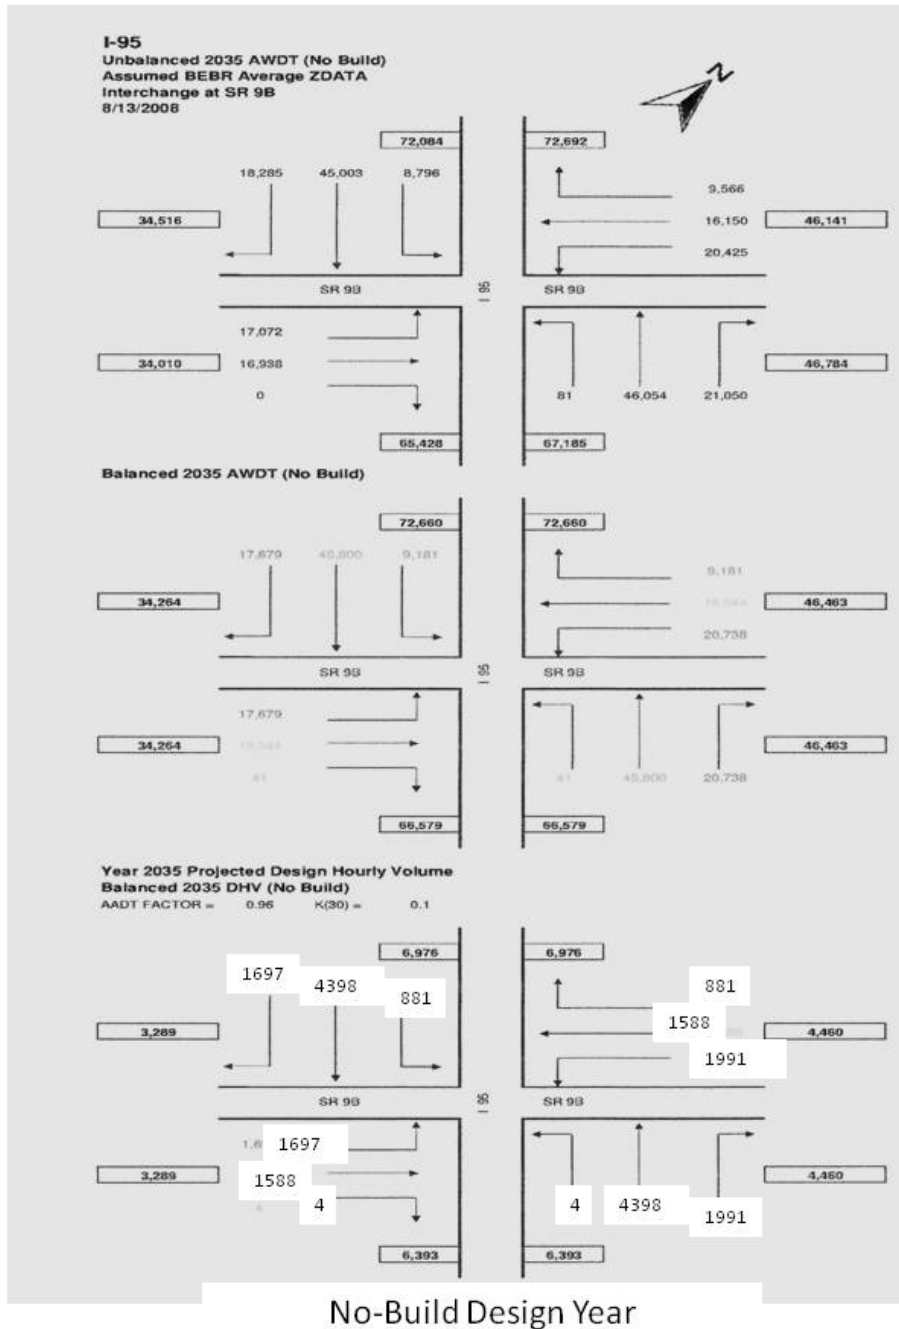 I-95
Unbalanced 2035 AWDT (No Build)
Assumed BEBR Average ZDATA
Interchange at SR 9B
8/13/2008
N
72,084
72,692
18,285 45,003 8,796
9,566
34,516
16,150
46,141
20,425
SR 9B
I 95
SR 9B
17,072
34,010
16,938
46,784
0
81 46,054 21,050
65,428
67,185
Balanced 2035 AWDT (No Build)
72,660
72,660
17,679 45,800 9,181
9,181
34,264
46,463
20,738
SR 9B
I 95
SR 9B
17,679
34,264
46,463
41
41 45,800 20,738
66,579
66,579
Year 2035 Projected Design Hourly Volume
Balanced 2035 DHV (No Build)
AADT FACTOR = 0.96 K(30) = 0.1
6,976
6,976
1697 4398 881
881
3,289
1588
4,460
1991
SR 9B
I 95
SR 9B
1697
3,289
1588
4,460
4
4 4398 1991
6,393
6,393
No-Build Design Year